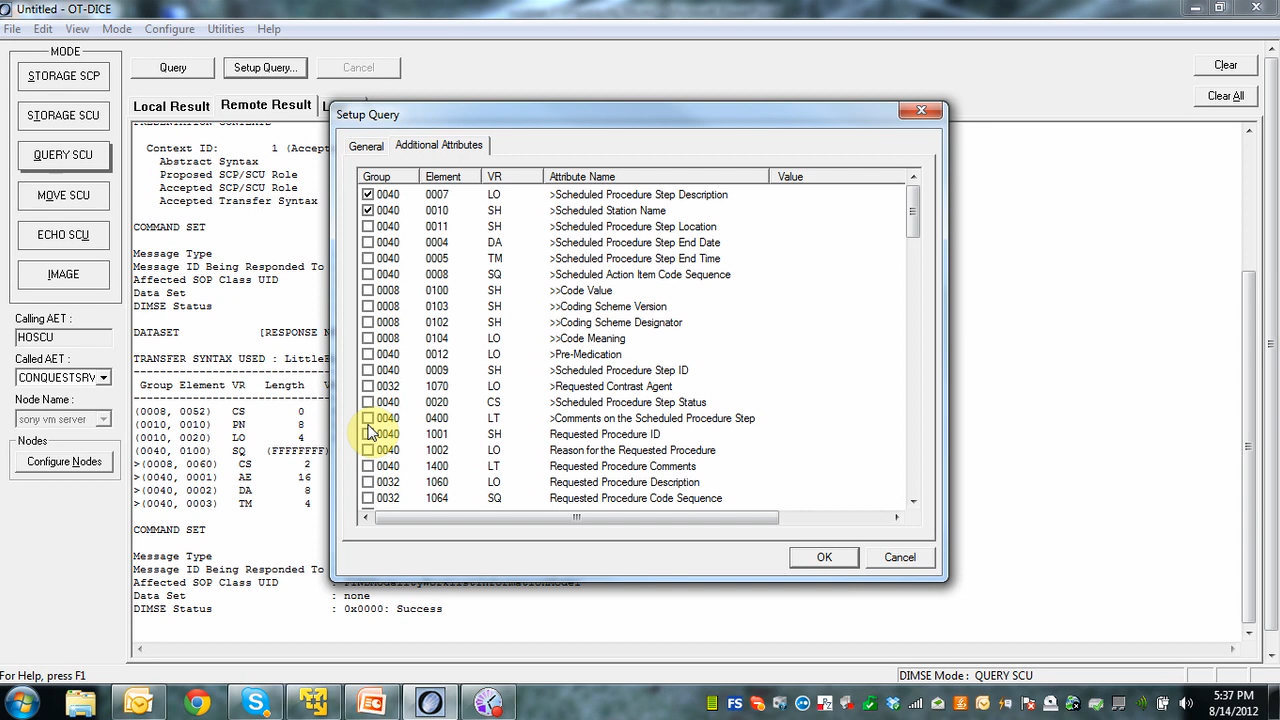 Untitled - OT-DICE
File Edit View Mode Configure Utilities Help
MODE
STORAGE SCP
STORAGE SCU
QUERY SCU
MOVE SCU
ECHO SCU
IMAGE
Calling AET :
HOSCU
Called AET :
CONQUESTSRV
Node Name :
sony vm server
Nodes
Configure Nodes
Query Setup Query... Cancel
Clear
Clear All
Local Result Remote Result L
Context ID: 1 (Accep
Abstract Syntax
Proposed SCP/SCU Role
Accepted SCP/SCU Role
Accepted Transfer Syntax
COMMAND SET
Message Type
Message ID Being Responded To
Affected SOP Class UID
Data Set
DIMSE Status
DATASET [RESPONSE N
TRANSFER SYNTAX USED : LittleE
Group Element VR Length
(0008, 0052) CS 0
(0010, 0010) PN 8
(0010, 0020) LO 4
(0040, 0100) SQ (FFFFFFFF)
>(0008, 0060) CS 2
>(0040, 0001) AE 16
>(0040, 0002) DA 8
>(0040, 0003) TM 4
COMMAND SET
Message Type
Message ID Being Responded To
Affected SOP Class UID :
Data Set : none
DIMSE Status : 0x0000: Success
Setup Query
General Additional Attributes
Group Element VR Attribute Name Value
0040 0007 LO >Scheduled Procedure Step Description
0040 0010 SH >Scheduled Station Name
0040 0011 SH >Scheduled Procedure Step Location
0040 0004 DA >Scheduled Procedure Step End Date
0040 0005 TM >Scheduled Procedure Step End Time
0040 0008 SQ >Scheduled Action Item Code Sequence
0008 0100 SH >>Code Value
0008 0103 SH >>Coding Scheme Version
0008 0102 SH >>Coding Scheme Designator
0008 0104 LO >>Code Meaning
0040 0012 LO >Pre-Medication
0040 0009 SH >Scheduled Procedure Step ID
0032 1070 LO >Requested Contrast Agent
0040 0020 CS >Scheduled Procedure Step Status
0040 0400 LT >Comments on the Scheduled Procedure Step
0040 1001 SH Requested Procedure ID
0040 1002 LO Reason for the Requested Procedure
0040 1400 LT Requested Procedure Comments
0032 1060 LO Requested Procedure Description
0032 1064 SQ Requested Procedure Code Sequence
OK Cancel
For Help, press F1
DIMSE Mode : QUERY SCU
FS
5:37 PM
8/14/2012